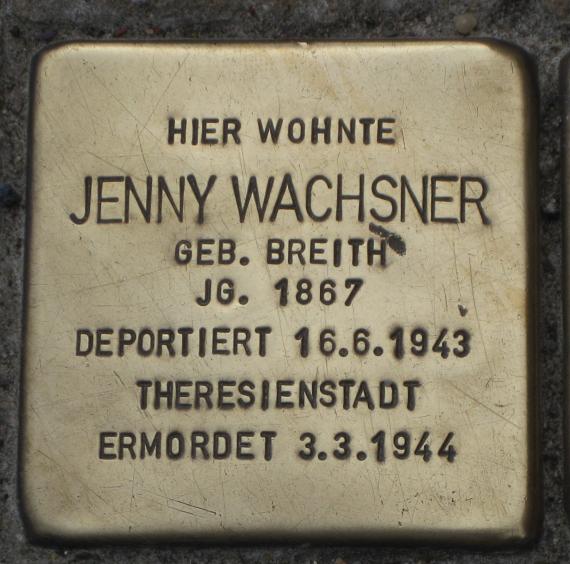 HIER WOHNTE
JENNY WACHSNER
GEB. BREITH
JG. 1867
DEPORTIERT 16.6.1943
THERESIENSTADT
ERMORDET 3.3.1944